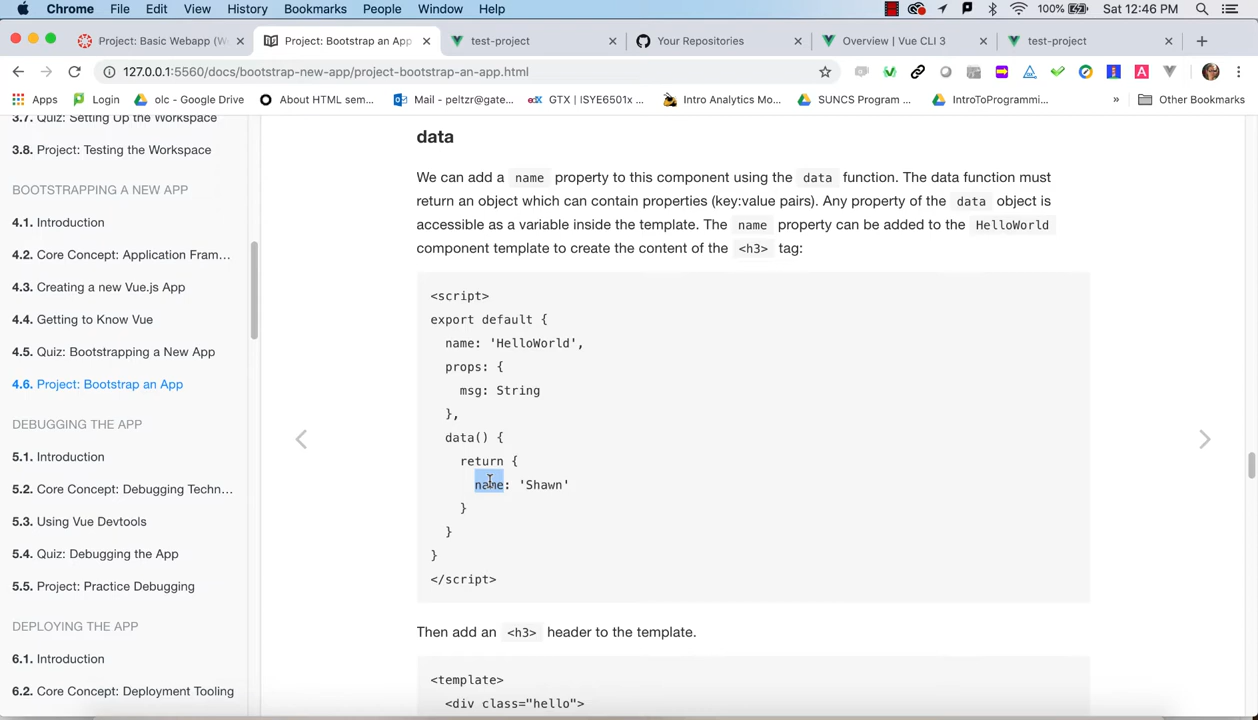 Chrome File Edit View History Bookmarks People Window Help 100% Sat 12:46 PM
Project: Basic Webapp (W × Project: Bootstrap an App × test-project × Your Repositories × Overview | Vue CLI 3 × test-project × +
127.0.0.1:5560/docs/bootstrap-new-app/project-bootstrap-an-app.html
Apps Login olc - Google Drive About HTML sem... Mail - peltzr@gate... GTX | ISYE6501x ... Intro Analytics Mo... SUNCS Program ... IntroToProgrammi... » Other Bookmarks
3.7. Quiz: Setting Up the Workspace
3.8. Project: Testing the Workspace
BOOTSTRAPPING A NEW APP
4.1. Introduction
4.2. Core Concept: Application Fram...
4.3. Creating a new Vue.js App
4.4. Getting to Know Vue
4.5. Quiz: Bootstrapping a New App
4.6. Project: Bootstrap an App
DEBUGGING THE APP
5.1. Introduction
5.2. Core Concept: Debugging Techn...
5.3. Using Vue Devtools
5.4. Quiz: Debugging the App
5.5. Project: Practice Debugging
DEPLOYING THE APP
6.1. Introduction
6.2. Core Concept: Deployment Tooling
data
We can add a name property to this component using the data function. The data function must
return an object which can contain properties (key:value pairs). Any property of the data object is
accessible as a variable inside the template. The name property can be added to the HelloWorld
component template to create the content of the <h3> tag:
<script>
export default {
name: 'HelloWorld',
props: {
msg: String
},
data() {
return {
name: 'Shawn'
}
}
}
</script>
Then add an <h3> header to the template.
<template>
<div class="hello">